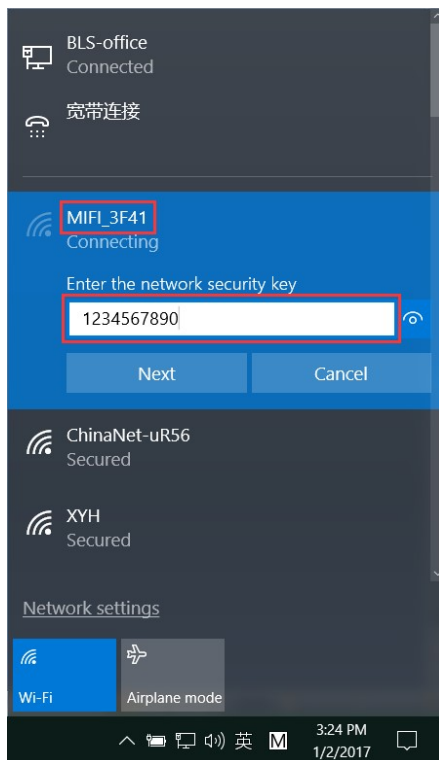 BLS-office
Connected
宽带连接
MIFI_3F41
Connecting
Enter the network security key
1234567890
Next Cancel
ChinaNet-uR56
Secured
XYH
Secured
Network settings
Wi-Fi Airplane mode
英 M 3:24 PM
1/2/2017